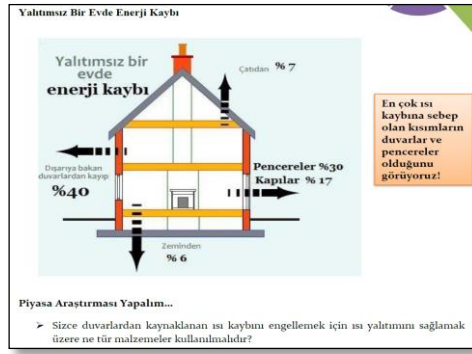 Yalıtımsız Bir Evde Enerji Kaybı
Yalıtımsız bir
evde
enerji kaybı
Çatıdan % 7
En çok ısı
kaybına sebep
olan kısımların
duvarlar ve
pencereler
olduğunu
görüyoruz!
Dışarıya bakan
duvarlardan kayıp
%40
Pencereler %30
Kapılar % 17
Zeminden
% 6
Piyasa Araştırması Yapalım...
➢ Sizce duvarlardan kaynaklanan ısı kaybını engellemek için ısı yalıtımını sağlamak
üzere ne tür malzemeler kullanılmalıdır?